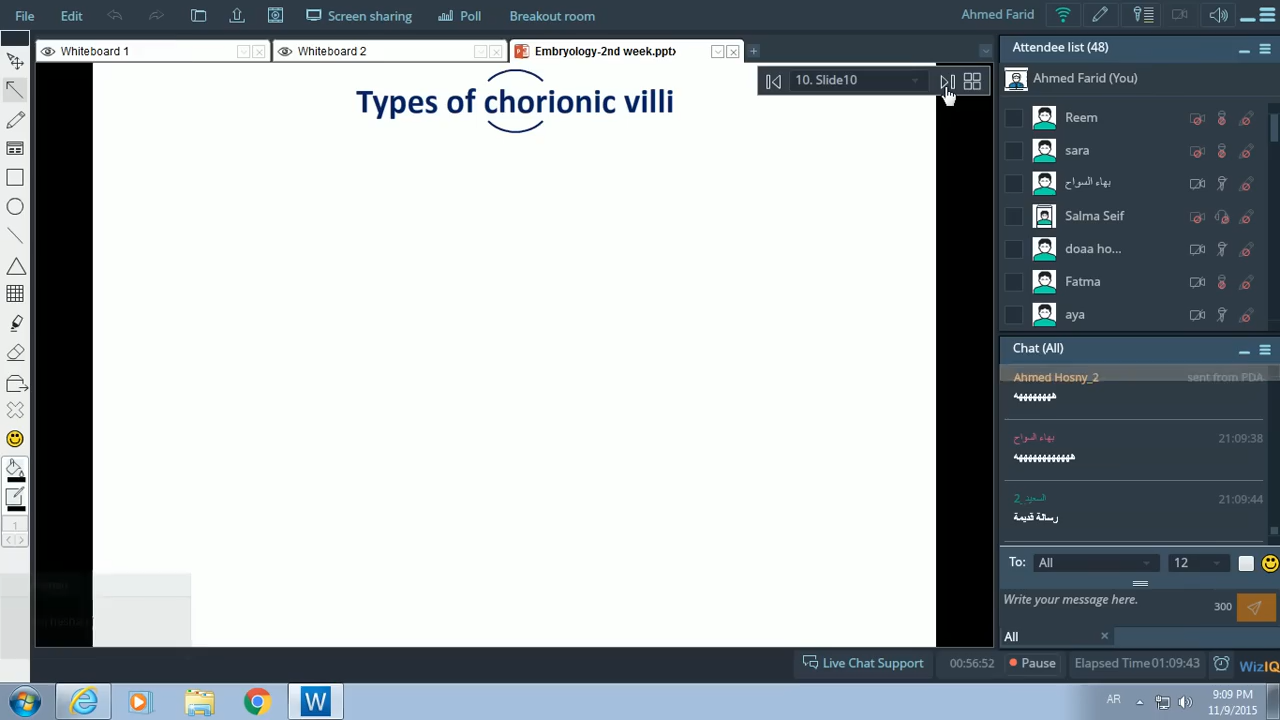 File Edit Screen sharing Poll Breakout room Ahmed Farid
Whiteboard 1 Whiteboard 2 Embryology-2nd week.ppt
Types of chorionic villi
10. Slide10
Attendee list (48)
Ahmed Farid (You)
Reem
sara
بهاء السواح
Salma Seif
doaa ho...
Fatma
aya
Chat (All)
Ahmed Hosny_2 sent from PDA
بهاء السواح 21:09:38
السعيد_2 21:09:44
رسالة قديمة
To: All 12
Write your message here. 300
All
1
Live Chat Support 00:56:52 Pause Elapsed Time 01:09:43 WizIQ
W
AR 9:09 PM
11/9/2015